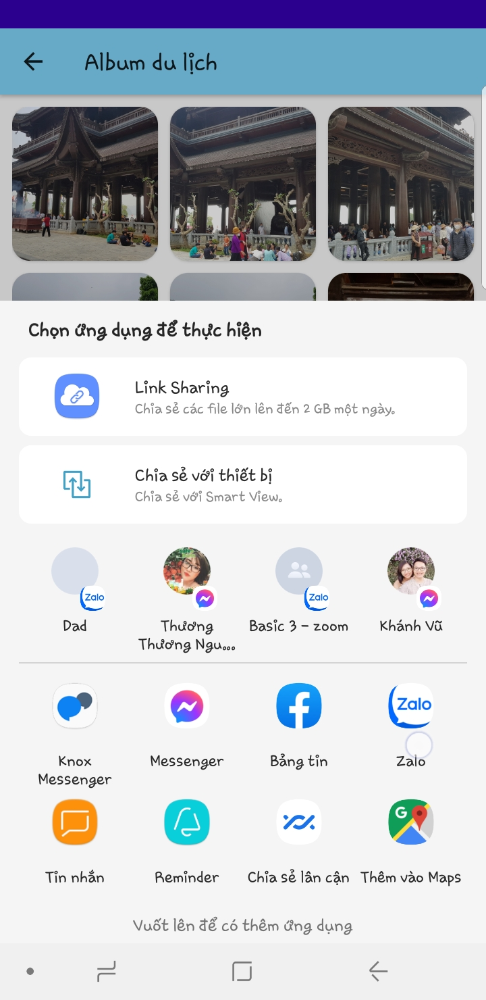 Album du lịch
Chọn ứng dụng để thực hiện
Link Sharing
Chia sẻ các file lớn lên đến 2 GB một ngày.
Chia sẻ với thiết bị
Chia sẻ với Smart View.
Zalo
Zalo
Dad
Thương
Thương Ngu...
Basic 3 - zoom
Khánh Vũ
Zalo
Knox
Messenger
Messenger
Bảng tin
Zalo
G
Tin nhắn
Reminder
Chia sẻ lân cận
Thêm vào Maps
Vuốt lên để có thêm ứng dụng